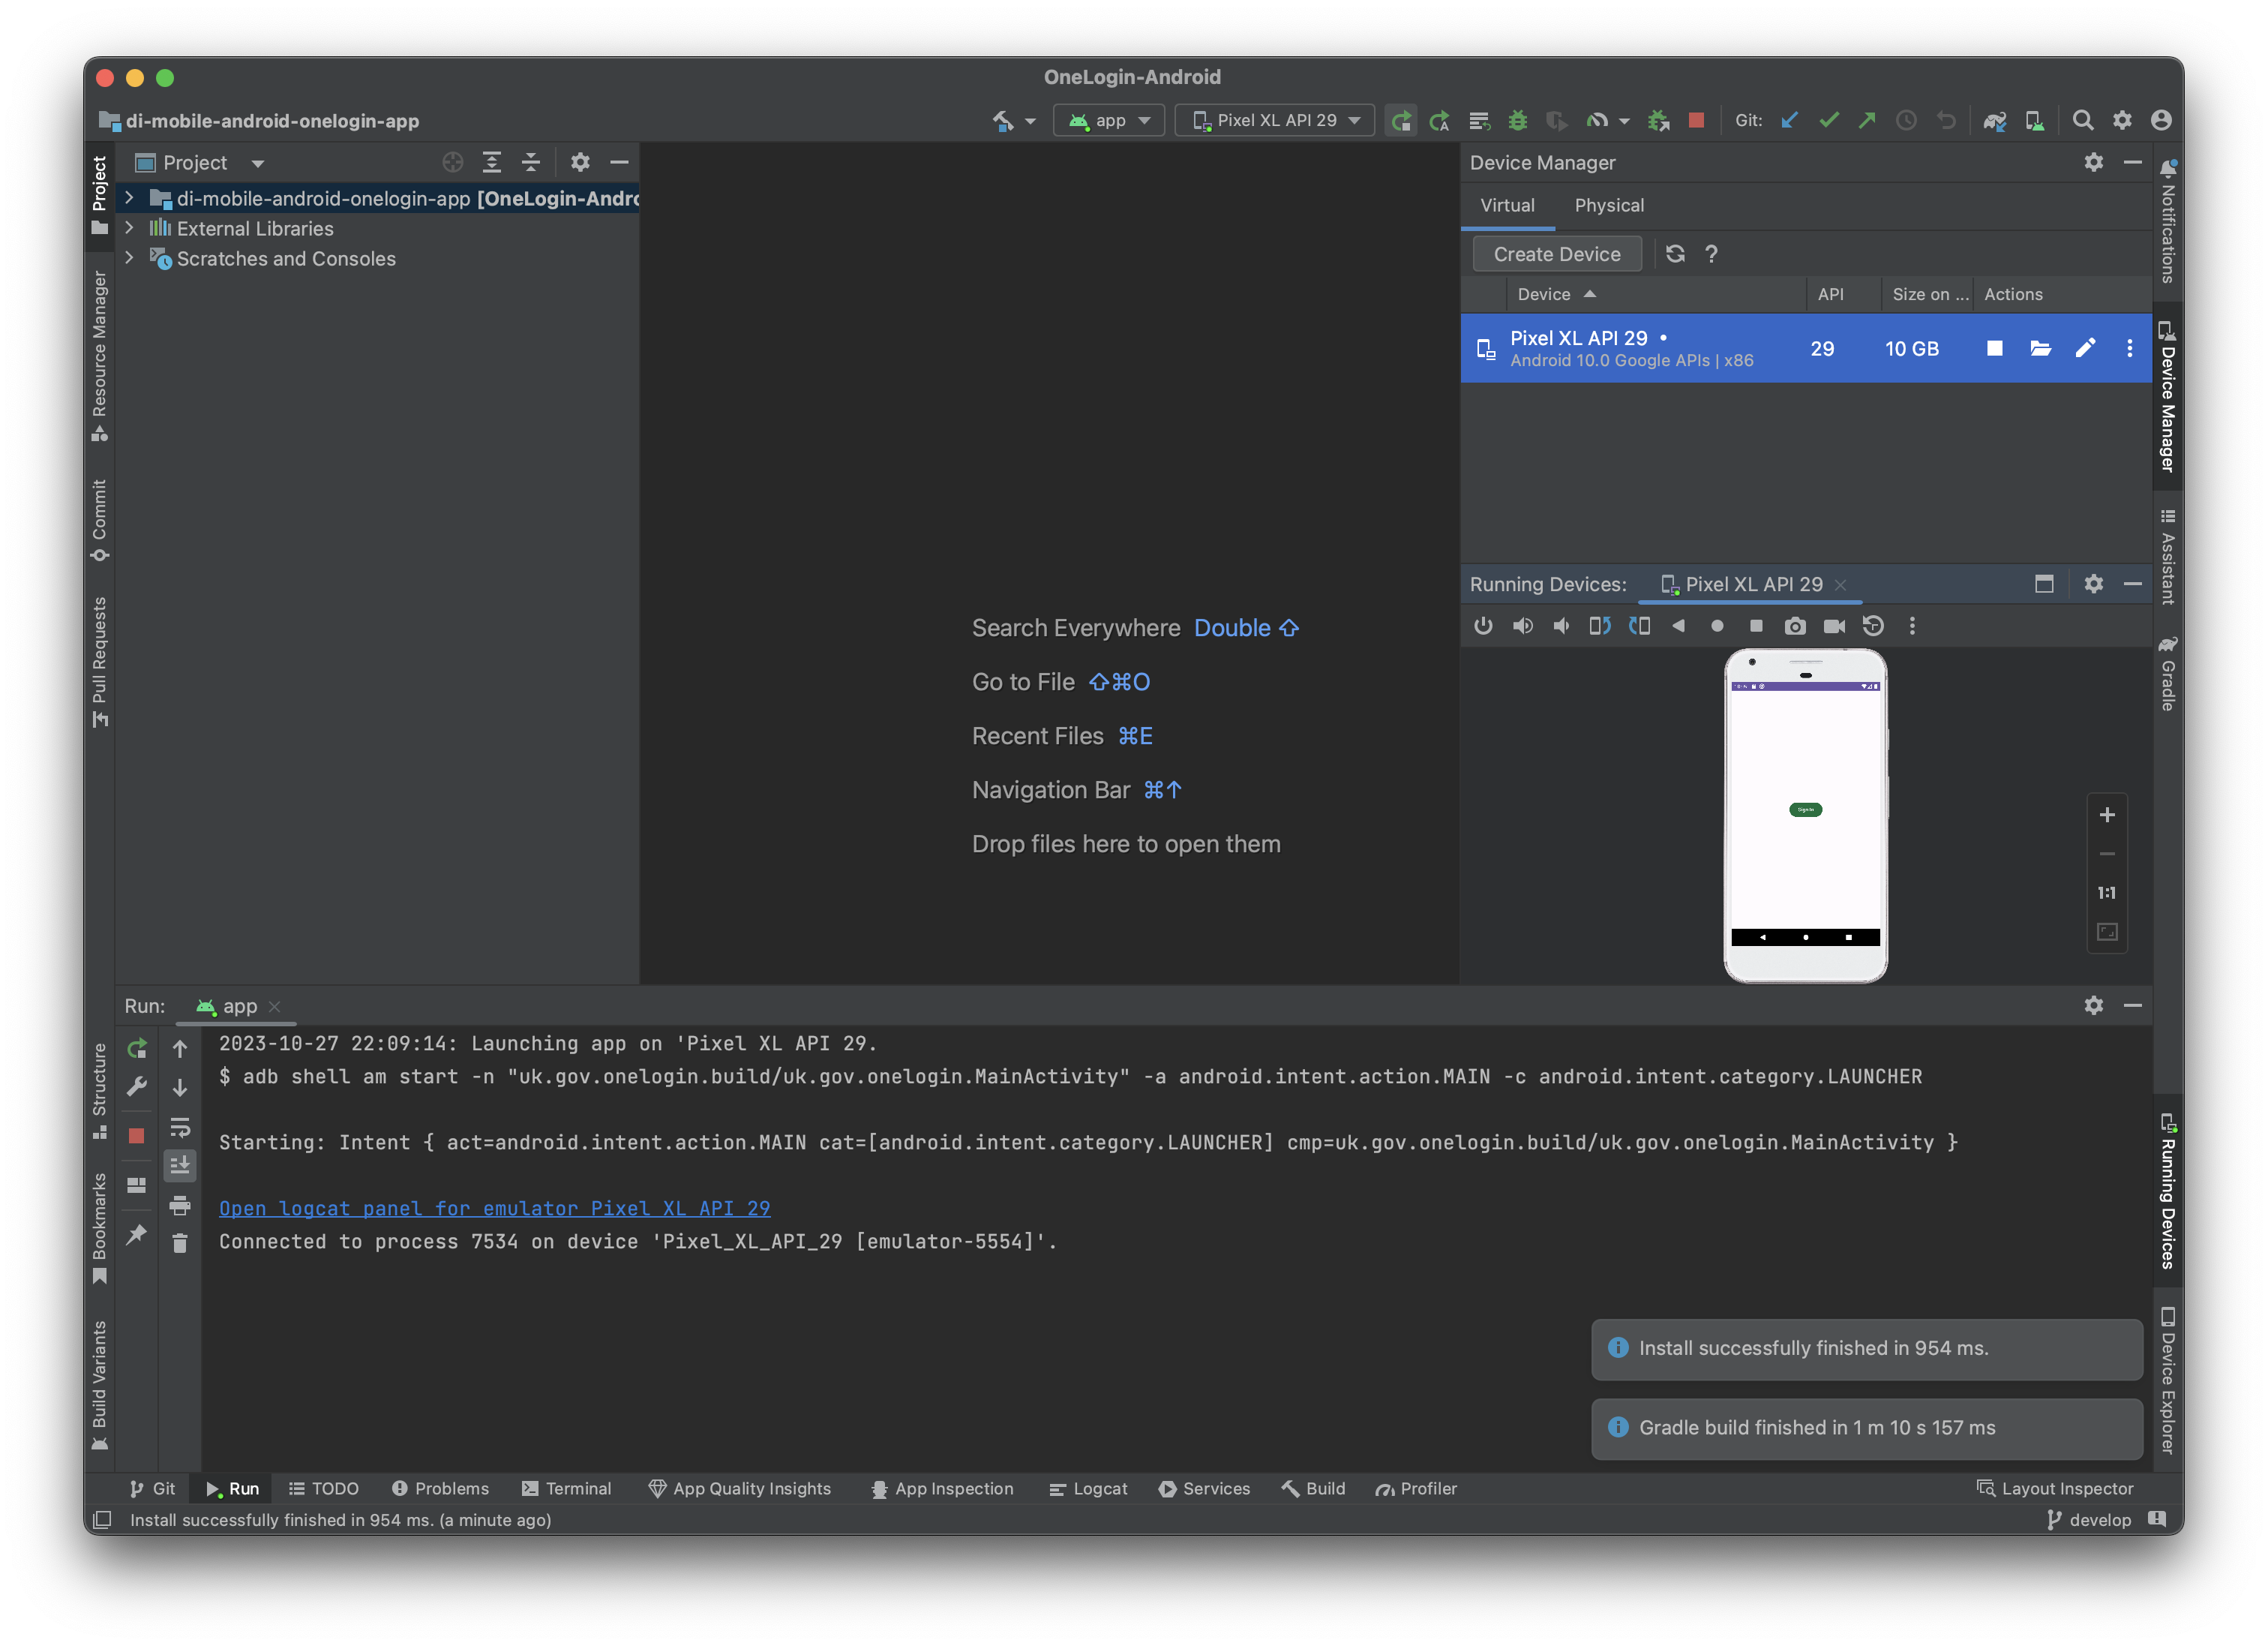 OneLogin-Android
di-mobile-android-onelogin-app
app
Pixel XL API 29
Git:
Project
Project
Resource Manager
Commit
Pull Requests
di-mobile-android-onelogin-app [OneLogin-Andro
External Libraries
Scratches and Consoles
Search Everywhere Double ⇧
Go to File ⇧⌘O
Recent Files ⌘E
Navigation Bar ⌘↑
Drop files here to open them
Device Manager
Virtual Physical
Create Device ?
Device API Size on ... Actions
Pixel XL API 29 • 29 10 GB
Android 10.0 Google APIs | x86
Running Devices: Pixel XL API 29
Sign in
1:1
Notifications
Device Manager
Assistant
Gradle
Running Devices
Device Explorer
Structure
Bookmarks
Build Variants
Run: app
2023-10-27 22:09:14: Launching app on 'Pixel XL API 29.
$ adb shell am start -n "uk.gov.onelogin.build/uk.gov.onelogin.MainActivity" -a android.intent.action.MAIN -c android.intent.category.LAUNCHER
Starting: Intent { act=android.intent.action.MAIN cat=[android.intent.category.LAUNCHER] cmp=uk.gov.onelogin.build/uk.gov.onelogin.MainActivity }
Open logcat panel for emulator Pixel XL API 29
Connected to process 7534 on device 'Pixel_XL_API_29 [emulator-5554]'.
Install successfully finished in 954 ms.
Gradle build finished in 1 m 10 s 157 ms
Git Run TODO Problems Terminal App Quality Insights App Inspection Logcat Services Build Profiler Layout Inspector
Install successfully finished in 954 ms. (a minute ago) develop